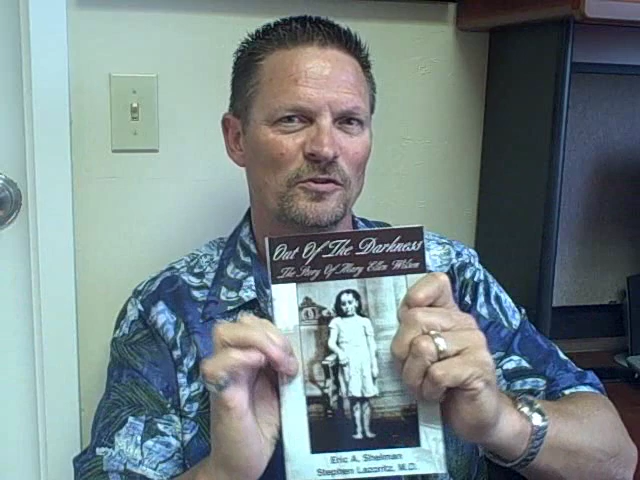 Out Of The Darkness
The Story Of Mary Ellen Wilson
Eric A. Shelman
Stephen Lazoritz, M.D.